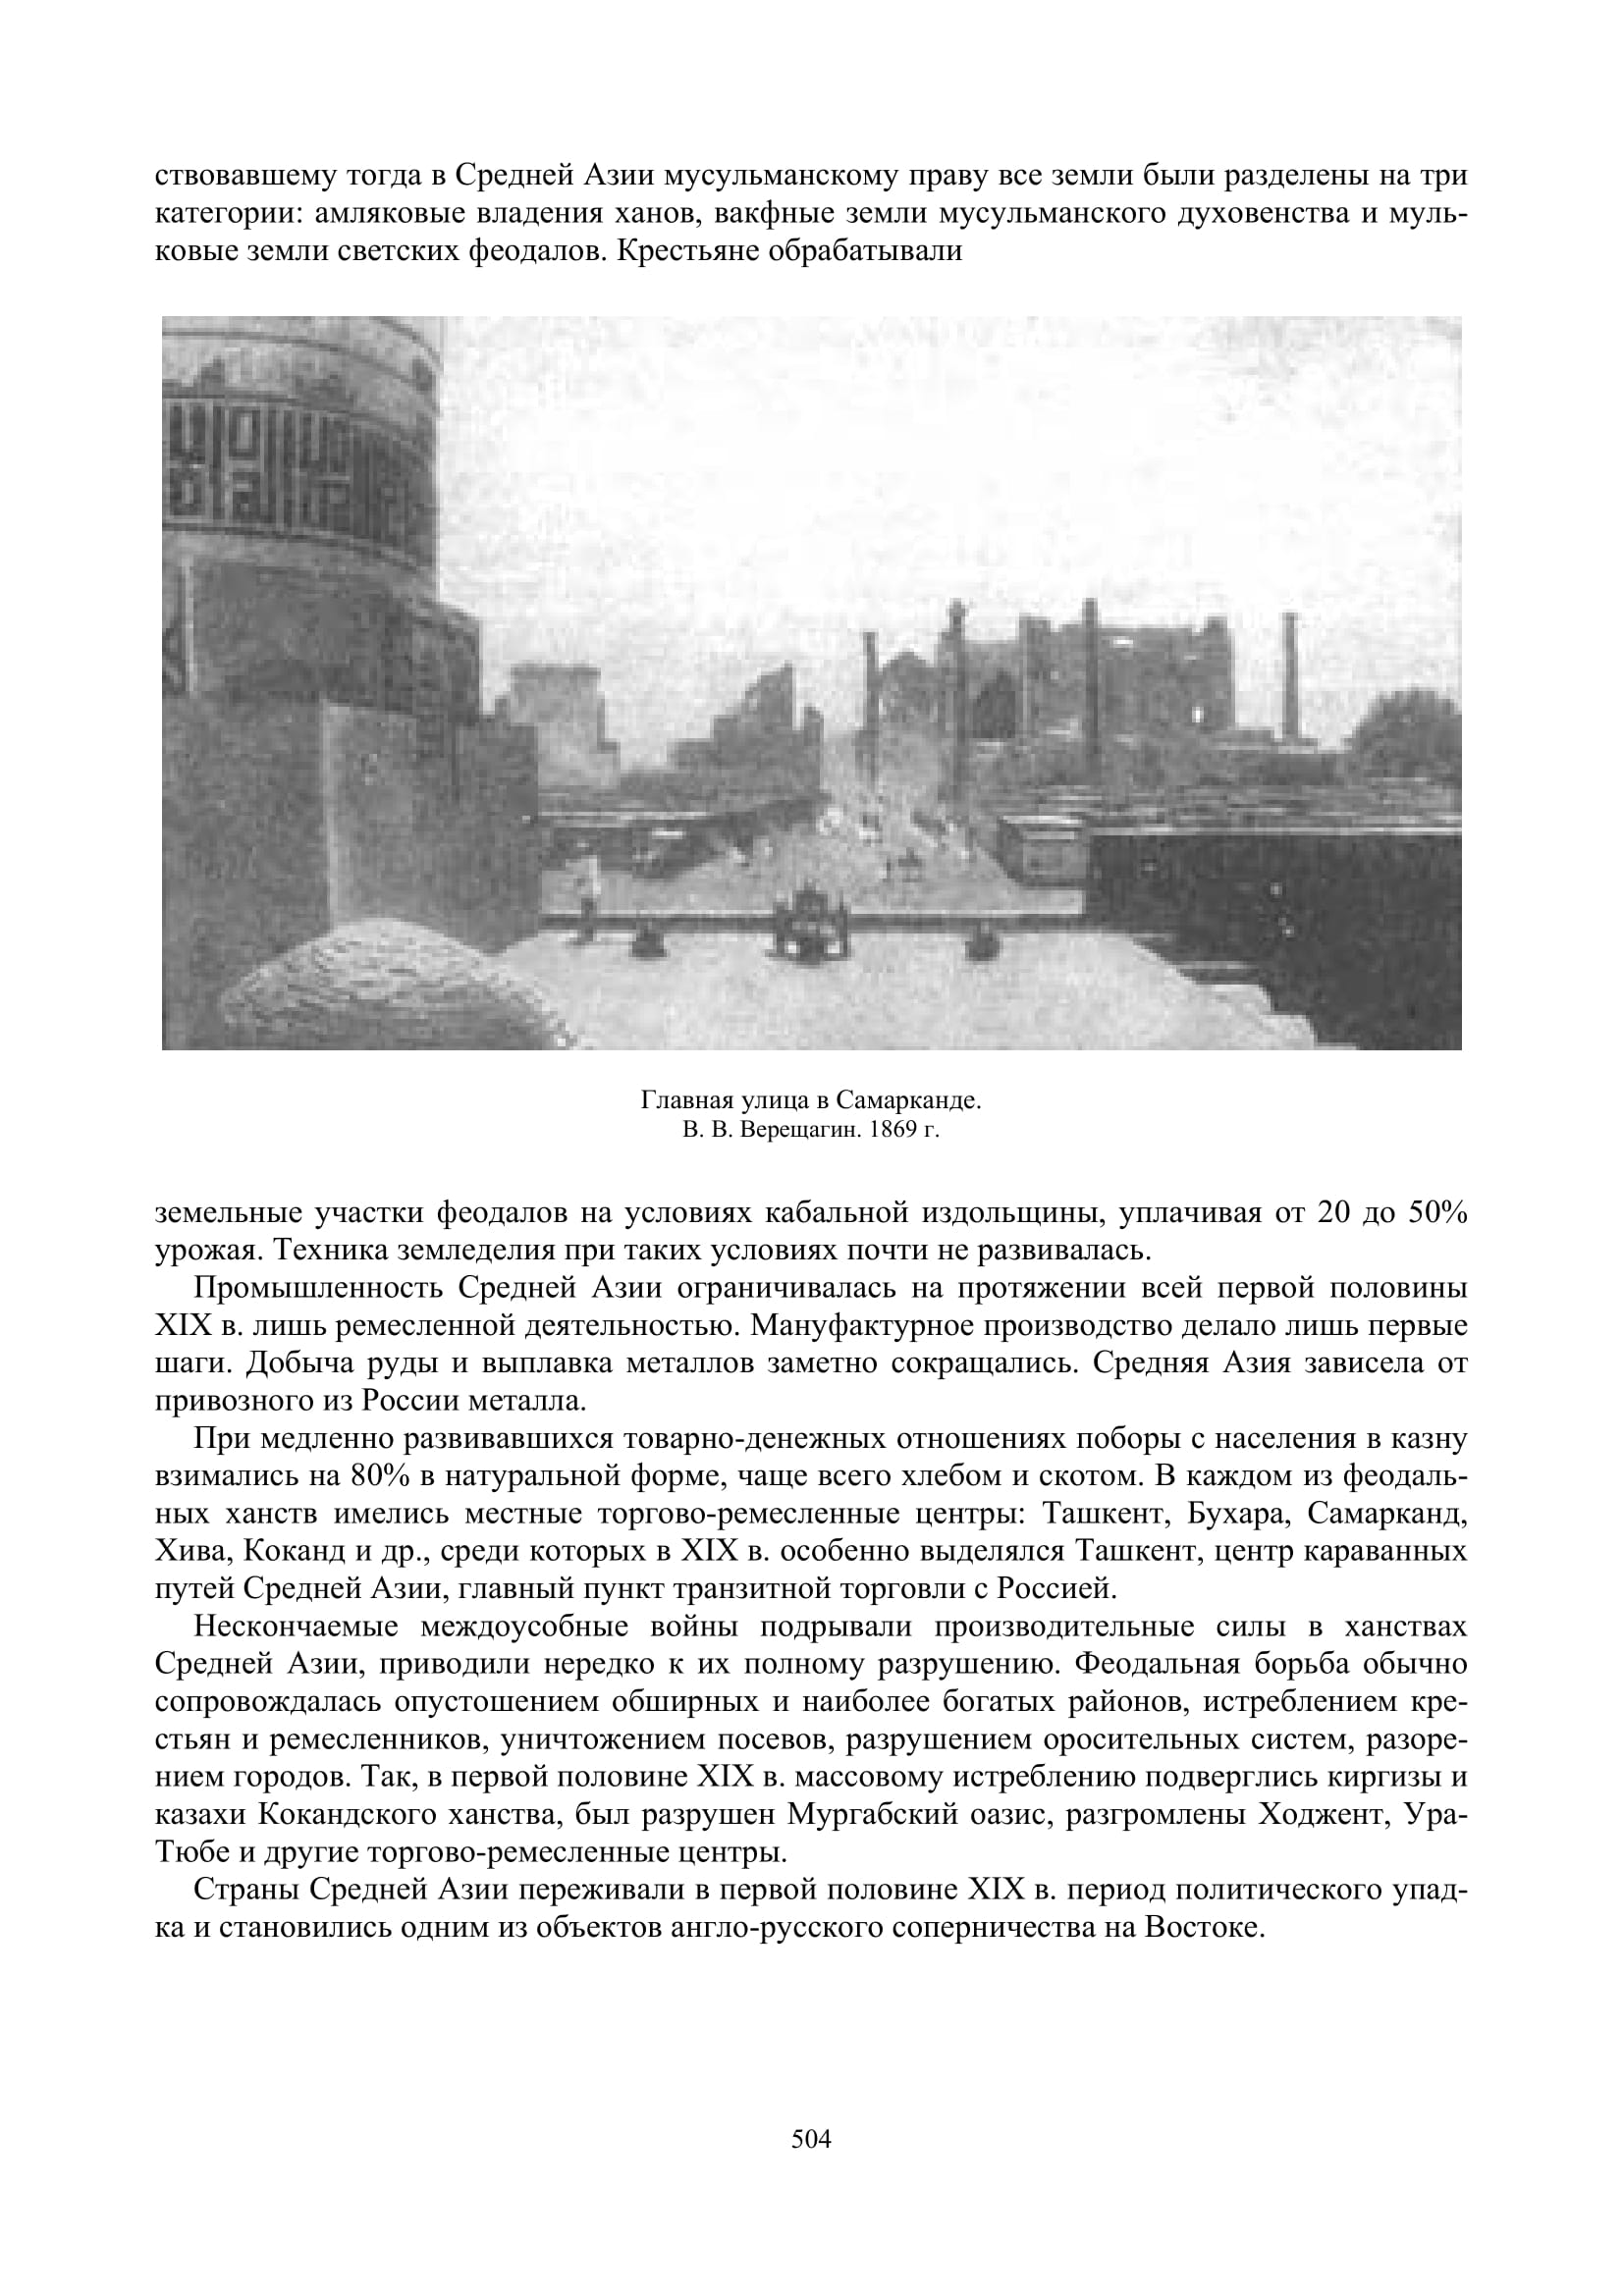 ствовавшему тогда в Средней Азии мусульманскому праву все земли были разделены на три
категории: амляковые владения ханов, вакфные земли мусульманского духовенства и муль-
ковые земли светских феодалов. Крестьяне обрабатывали
Главная улица в Самарканде.
В. В. Верещагин. 1869 г.
земельные участки феодалов на условиях кабальной издольщины, уплачивая от 20 до 50%
урожая. Техника земледелия при таких условиях почти не развивалась.
Промышленность Средней Азии ограничивалась на протяжении всей первой половины
XIX в. лишь ремесленной деятельностью. Мануфактурное производство делало лишь первые
шаги. Добыча руды и выплавка металлов заметно сокращались. Средняя Азия зависела от
привозного из России металла.
При медленно развивавшихся товарно-денежных отношениях поборы с населения в казну
взимались на 80% в натуральной форме, чаще всего хлебом и скотом. В каждом из феодаль-
ных ханств имелись местные торгово-ремесленные центры: Ташкент, Бухара, Самарканд,
Хива, Коканд и др., среди которых в XIX в. особенно выделялся Ташкент, центр караванных
путей Средней Азии, главный пункт транзитной торговли с Россией.
Нескончаемые междоусобные войны подрывали производительные силы в ханствах
Средней Азии, приводили нередко к их полному разрушению. Феодальная борьба обычно
сопровождалась опустошением обширных и наиболее богатых районов, истреблением кре-
стьян и ремесленников, уничтожением посевов, разрушением оросительных систем, разоре-
нием городов. Так, в первой половине XIX в. массовому истреблению подверглись киргизы и
казахи Кокандского ханства, был разрушен Мургабский оазис, разгромлены Ходжент, Ура-
Тюбе и другие торгово-ремесленные центры.
Страны Средней Азии переживали в первой половине XIX в. период политического упад-
ка и становились одним из объектов англо-русского соперничества на Востоке.
504